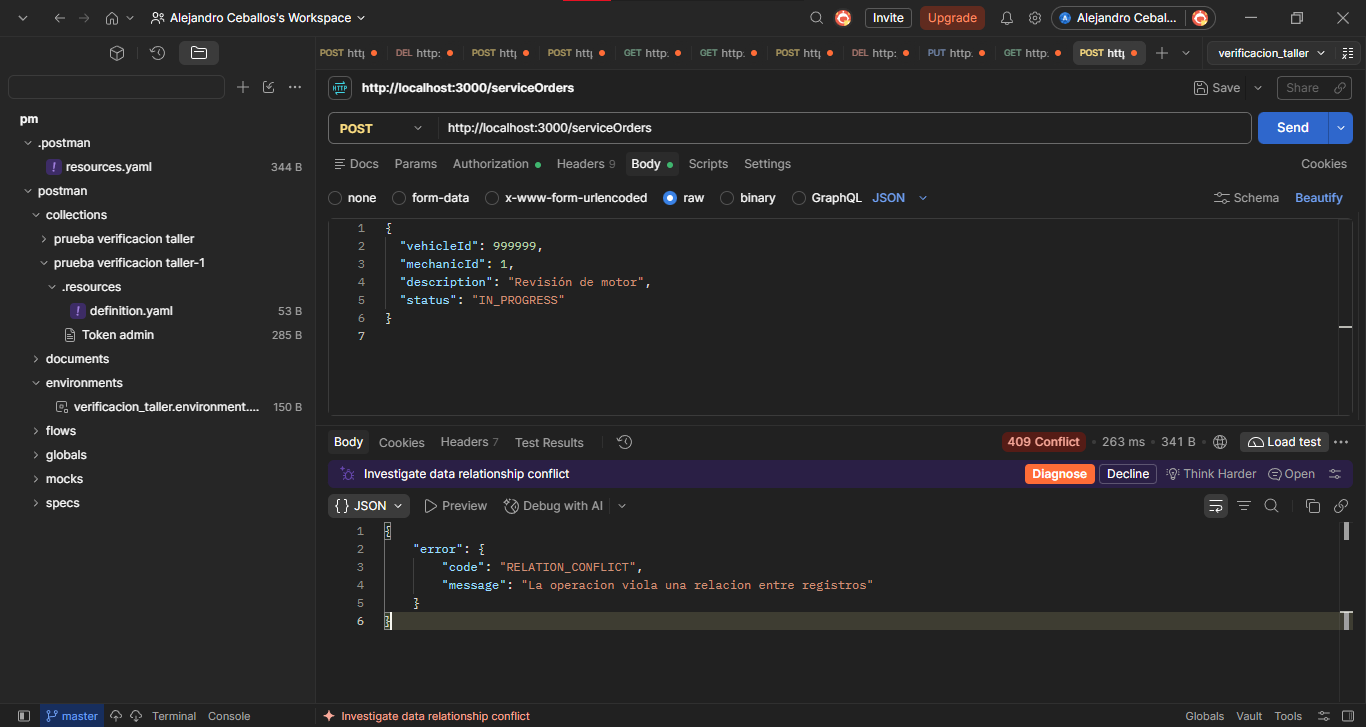 Alejandro Ceballos's Workspace
Invite
Upgrade
Alejandro Cebal...
POST http
DEL http:
POST http
POST http
GET http:
GET http:
POST http
DEL http:
PUT http:
GET http:
POST http
verificacion_taller
HTTP
http://localhost:3000/serviceOrders
Save
Share
pm
.postman
resources.yaml
344 B
postman
collections
prueba verificacion taller
prueba verificacion taller-1
.resources
definition.yaml
53 B
Token admin
285 B
documents
environments
verificacion_taller.environment....
150 B
flows
globals
mocks
specs
POST
http://localhost:3000/serviceOrders
Send
Docs
Params
Authorization
Headers 9
Body
Scripts
Settings
Cookies
none
form-data
x-www-form-urlencoded
raw
binary
GraphQL
JSON
Schema
Beautify
1 {
2 "vehicleId": 999999,
3 "mechanicId": 1,
4 "description": "Revisión de motor",
5 "status": "IN_PROGRESS"
6 }
7
Body
Cookies
Headers 7
Test Results
409 Conflict
263 ms
341 B
Load test
Investigate data relationship conflict
Diagnose
Decline
Think Harder
Open
{} JSON
Preview
Debug with AI
1 {
2 "error": {
3 "code": "RELATION_CONFLICT",
4 "message": "La operacion viola una relacion entre registros"
5 }
6 }
master
Terminal
Console
Investigate data relationship conflict
Globals
Vault
Tools